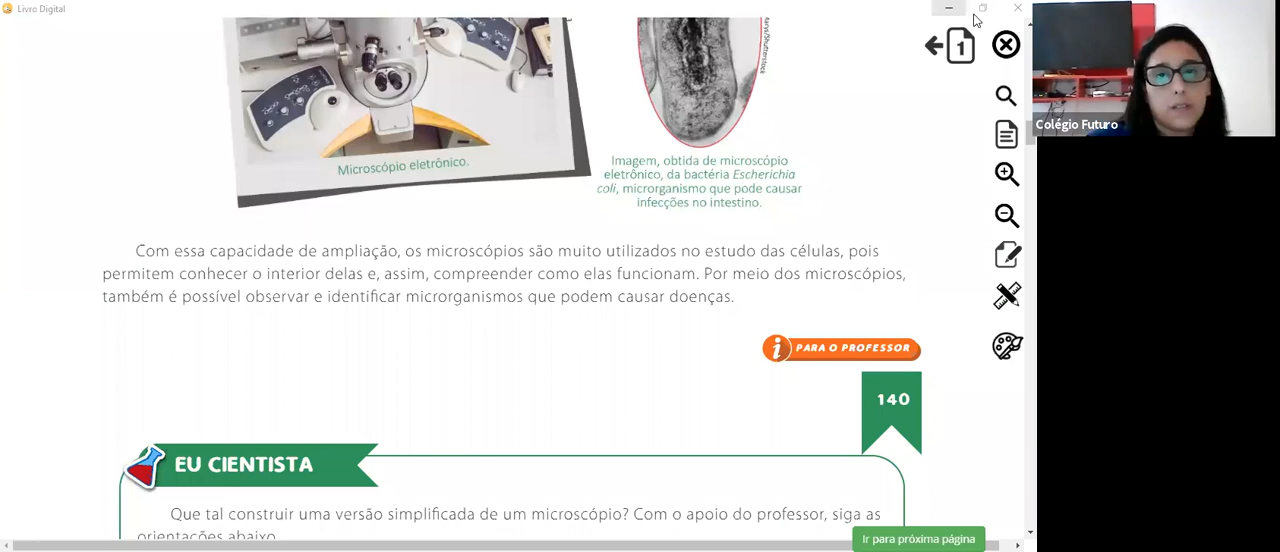 Livro Digital
Microscópio eletrônico.
Imagem, obtida de microscópio
eletrônico, da bactéria Escherichia
coli, microrganismo que pode causar
infecções no intestino.
Com essa capacidade de ampliação, os microscópios são muito utilizados no estudo das células, pois
permitem conhecer o interior delas e, assim, compreender como elas funcionam. Por meio dos microscópios,
também é possível observar e identificar microrganismos que podem causar doenças.
i PARA O PROFESSOR
140
EU CIENTISTA
Que tal construir uma versão simplificada de um microscópio? Com o apoio do professor, siga as
orientações abaixo
Ir para próxima página
1
Colégio Futuro